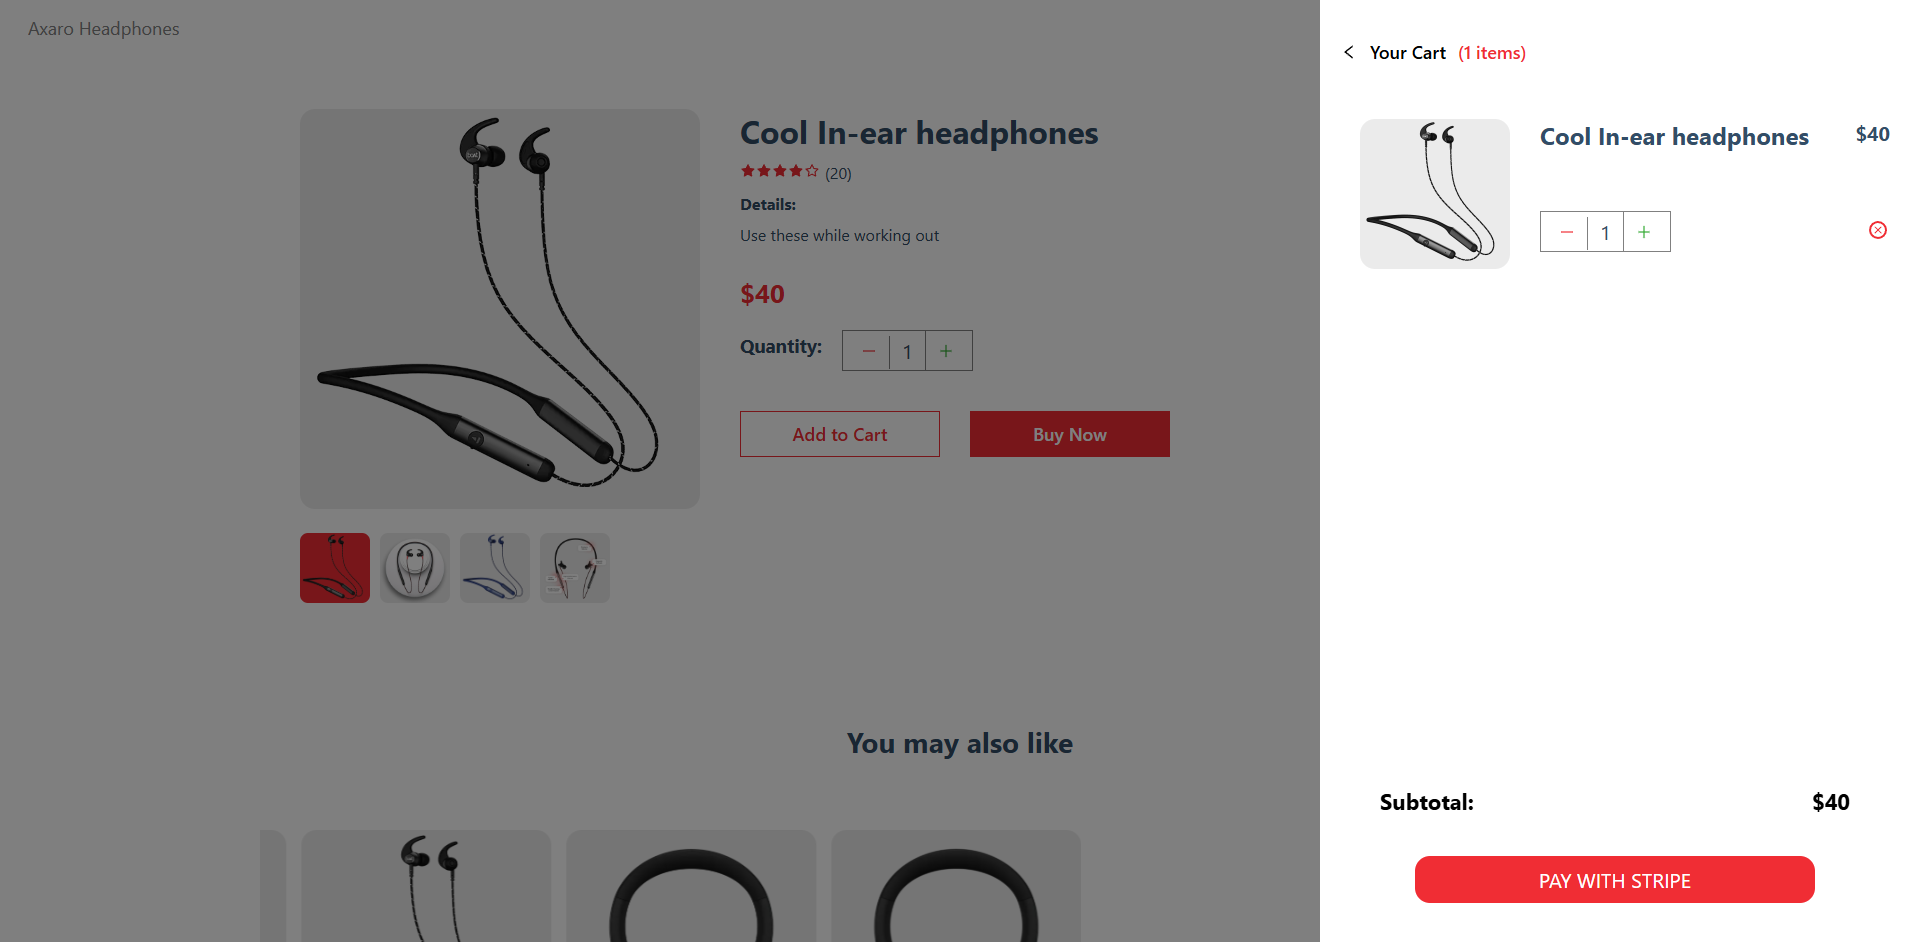 Axaro Headphones
Cool In-ear headphones
(20)
Details:
Use these while working out
$40
Quantity:
− 1 +
Add to Cart
Buy Now
You may also like
Your Cart (1 items)
Cool In-ear headphones $40
− 1 +
Subtotal: $40
PAY WITH STRIPE